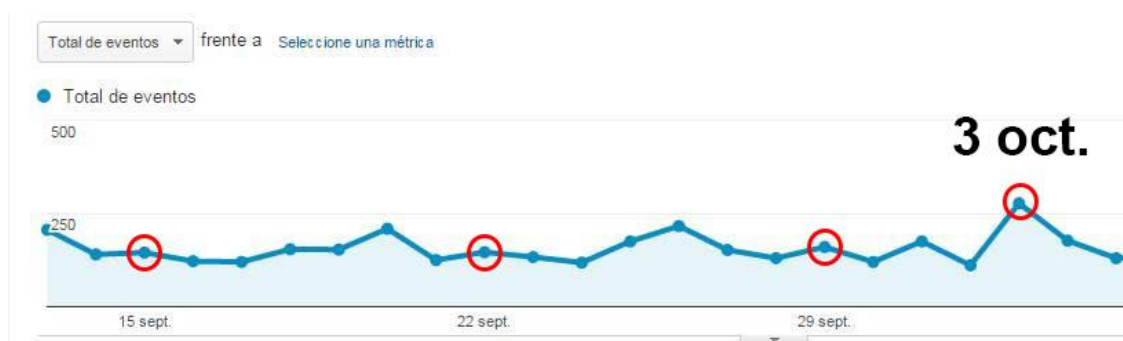 Total de eventos frente a Seleccione una métrica
Total de eventos
500
3 oct.
250
15 sept. 22 sept. 29 sept.